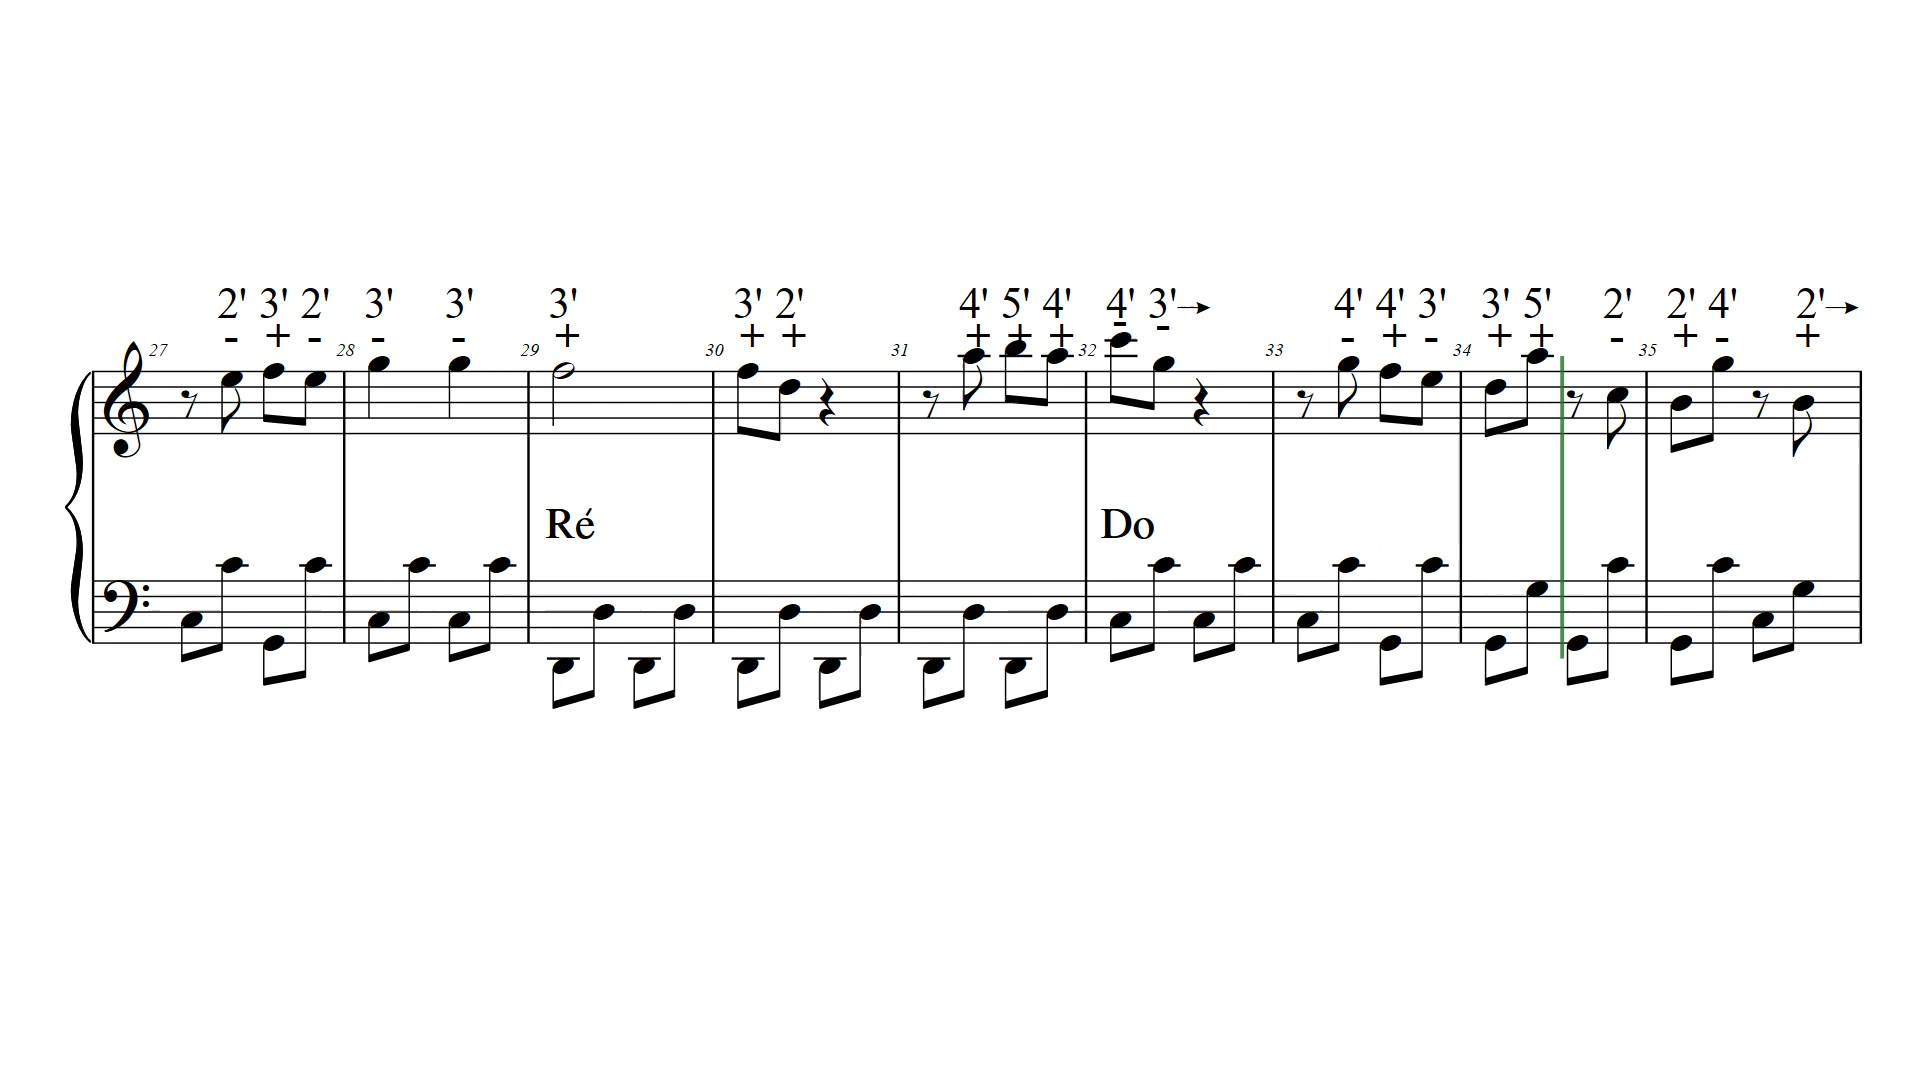 2' 3' 2' 3' 3' 3' 3' 2' 4' 5' 4' 4' 3'→ 4' 4' 3' 3' 5' 2' 2' 4' 2'→
- + - - - + + + + + + - - - + - + + - + - +
27 28 29 30 31 32 33 34 35
Ré Do